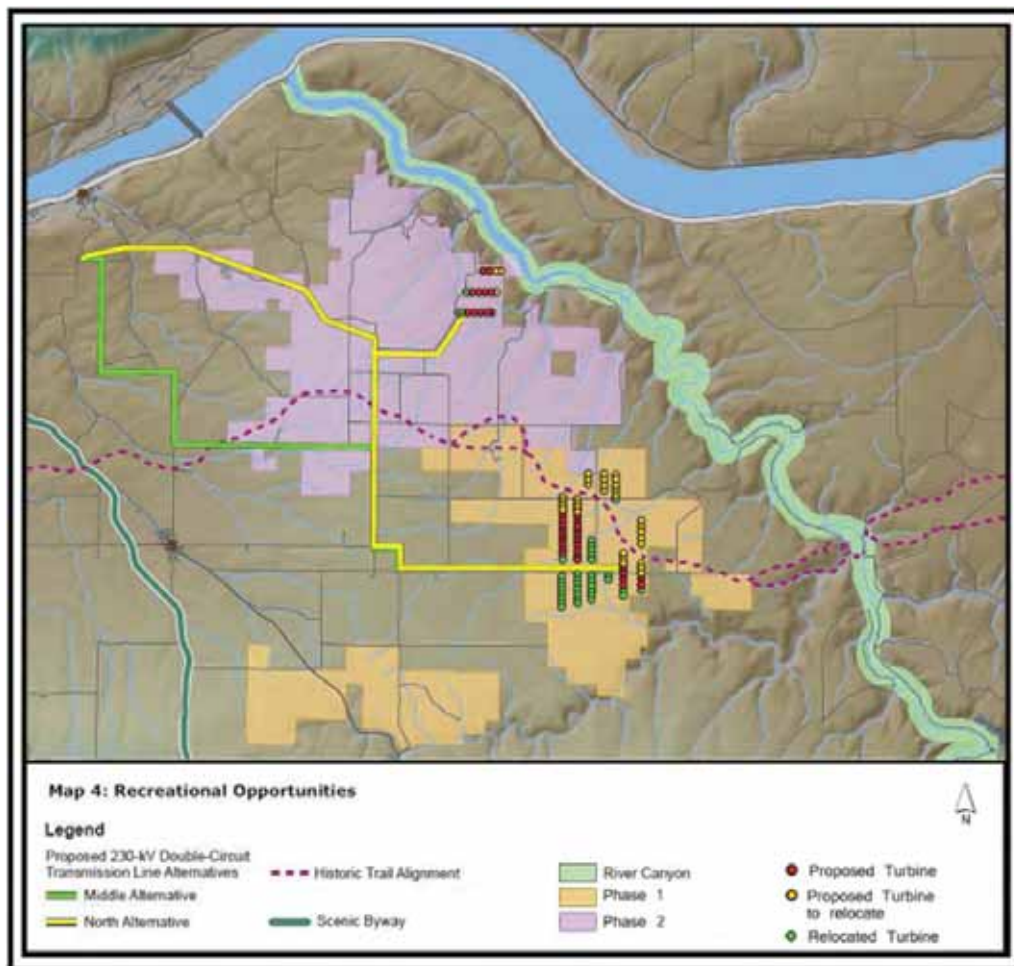 Map 4: Recreational Opportunities
N
Legend
Proposed 230-kV Double-Circuit
Transmission Line Alternatives
Middle Alternative
North Alternative
Historic Trail Alignment
Scenic Byway
River Canyon
Phase 1
Phase 2
Proposed Turbine
Proposed Turbine
to relocate
Relocated Turbine